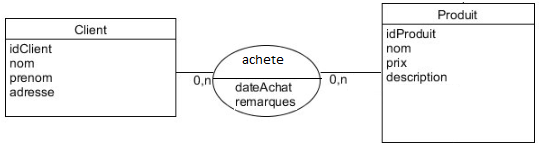 Client
idClient
nom
prenom
adresse
0,n
achete
dateAchat
remarques
0,n
Produit
idProduit
nom
prix
description